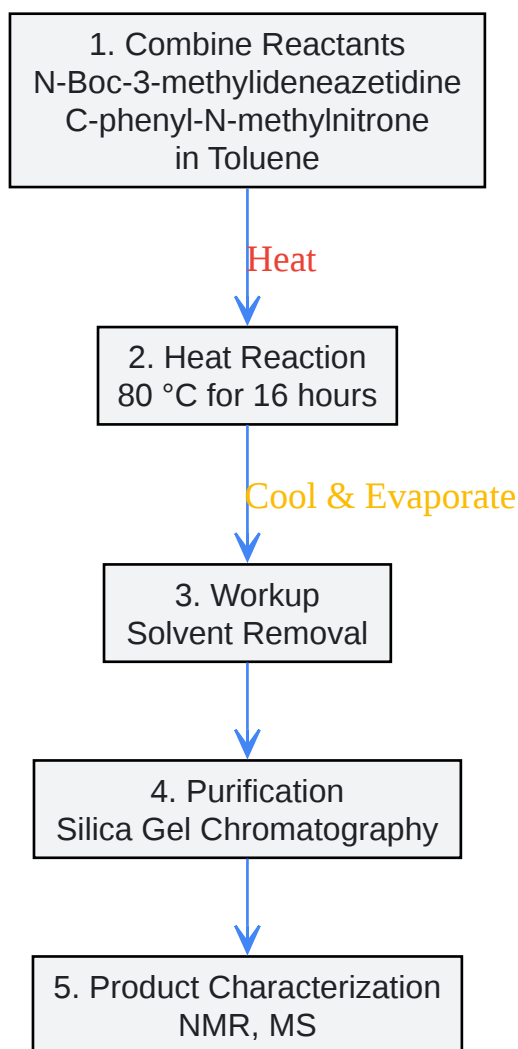 1. Combine Reactants
N-Boc-3-methylideneazetidine
C-phenyl-N-methylnitrone
in Toluene
Heat
2. Heat Reaction
80 °C for 16 hours
Cool & Evaporate
3. Workup
Solvent Removal
4. Purification
Silica Gel Chromatography
5. Product Characterization
NMR, MS